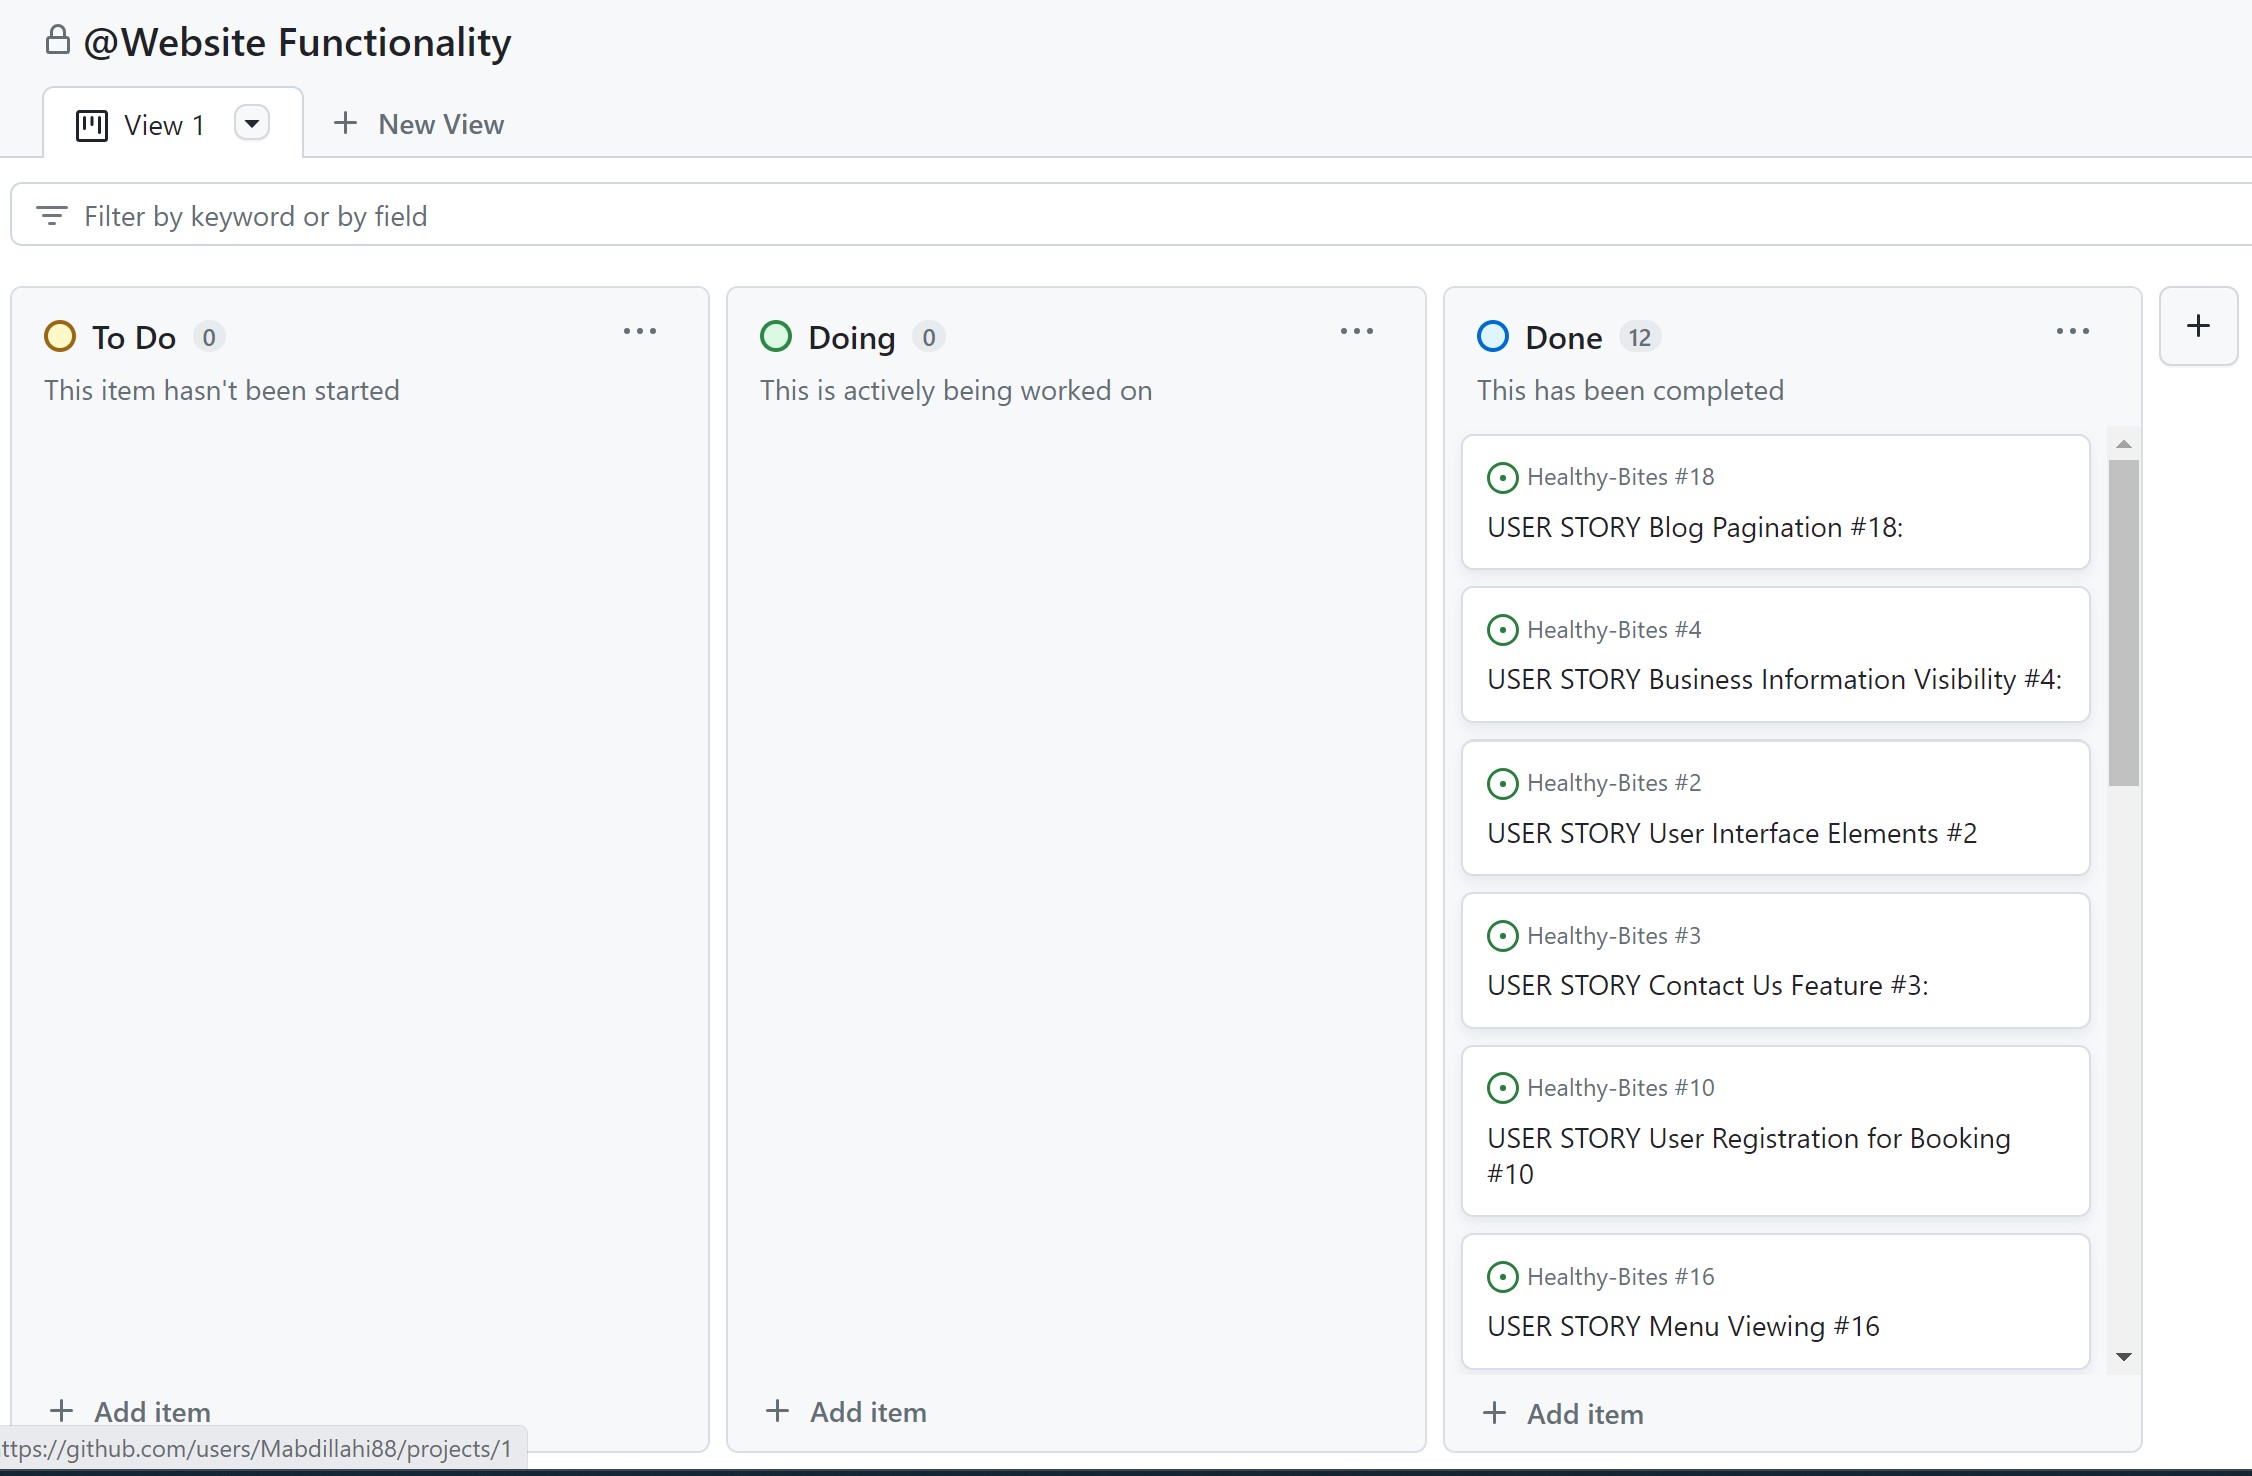 @Website Functionality
View 1
New View
Filter by keyword or by field
To Do 0
This item hasn't been started
Add item
Doing 0
This is actively being worked on
Add item
Done 12
This has been completed
Healthy-Bites #18
USER STORY Blog Pagination #18:
Healthy-Bites #4
USER STORY Business Information Visibility #4:
Healthy-Bites #2
USER STORY User Interface Elements #2
Healthy-Bites #3
USER STORY Contact Us Feature #3:
Healthy-Bites #10
USER STORY User Registration for Booking
#10
Healthy-Bites #16
USER STORY Menu Viewing #16
Add item
ttps://github.com/users/Mabdillahi88/projects/1